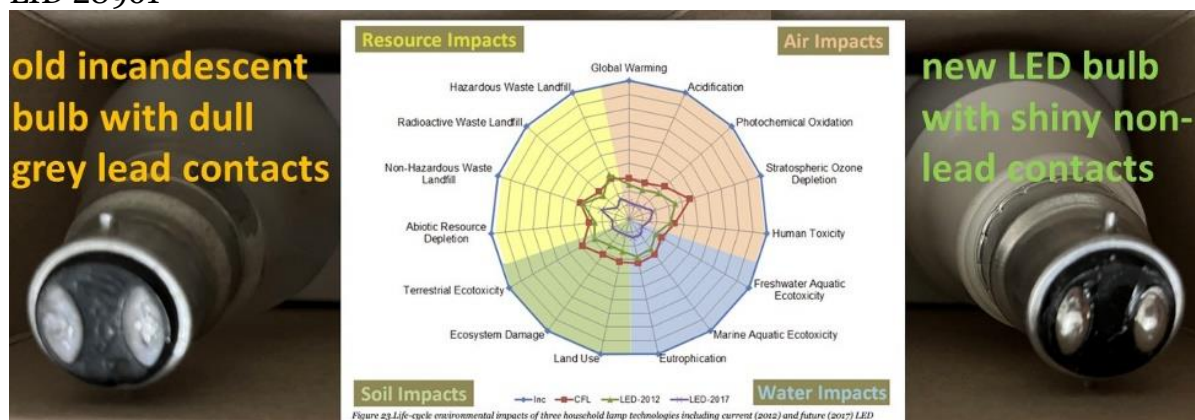 old incandescent
bulb with dull
grey lead contacts
Resource Impacts
Air Impacts
Global Warming
Hazardous Waste Landfill
Acidification
Radioactive Waste Landfill
Photochemical Oxidation
Non-Hazardous Waste
Landfill
Stratospheric Ozone
Depletion
Abiotic Resource
Depletion
Human Toxicity
Terrestrial Ecotoxicity
Freshwater Aquatic
Ecotoxicity
Ecosystem Damage
Marine Aquatic Ecotoxicity
Land Use
Eutrophication
Soil Impacts
Inc
CFL
LED-2012
LED-2017
Water Impacts
Figure 23.Life-cycle environmental impacts of three household lamp technologies including current (2012) and future (2017) LED
new LED bulb
with shiny non-
lead contacts